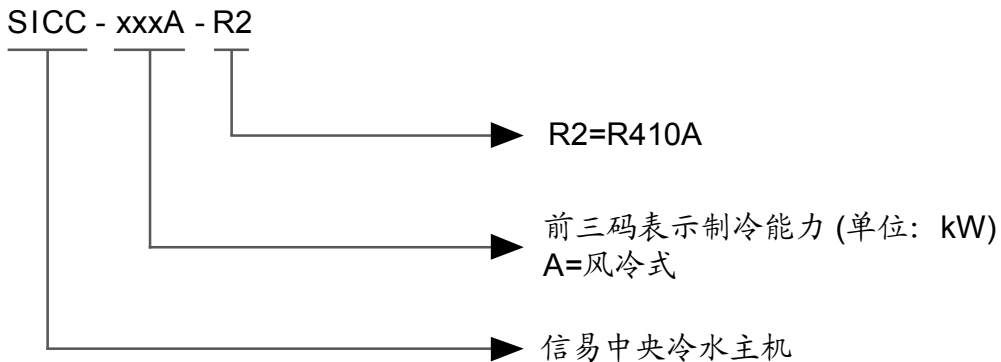 SICC - xxxA - R2
R2=R410A
前三码表示制冷能力 (单位: kW)
A=风冷式
信易中央冷水主机